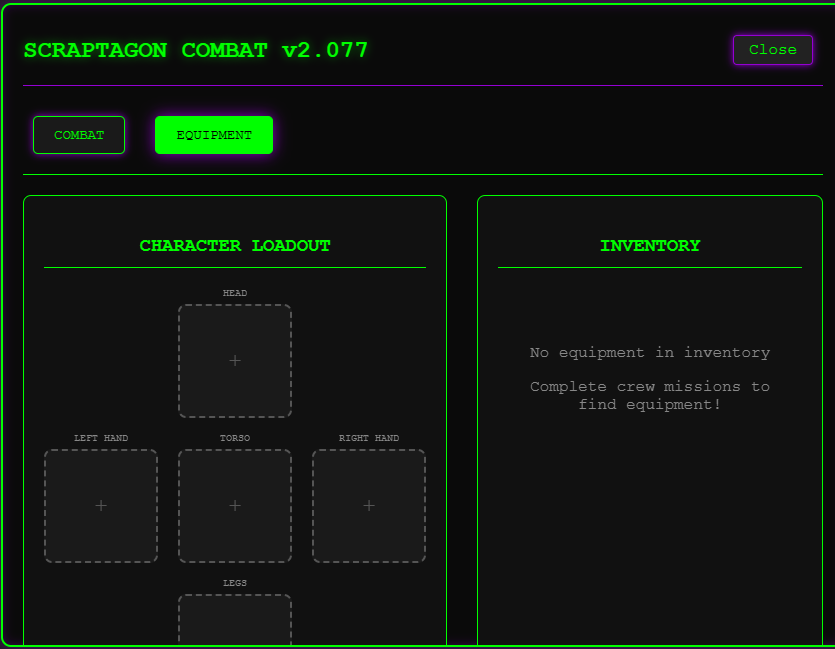 SCRAPTAGON COMBAT v2.077
Close
COMBAT
EQUIPMENT
CHARACTER LOADOUT
HEAD
+
LEFT HAND
TORSO
RIGHT HAND
+
+
+
LEGS
INVENTORY
No equipment in inventory
Complete crew missions to
find equipment!